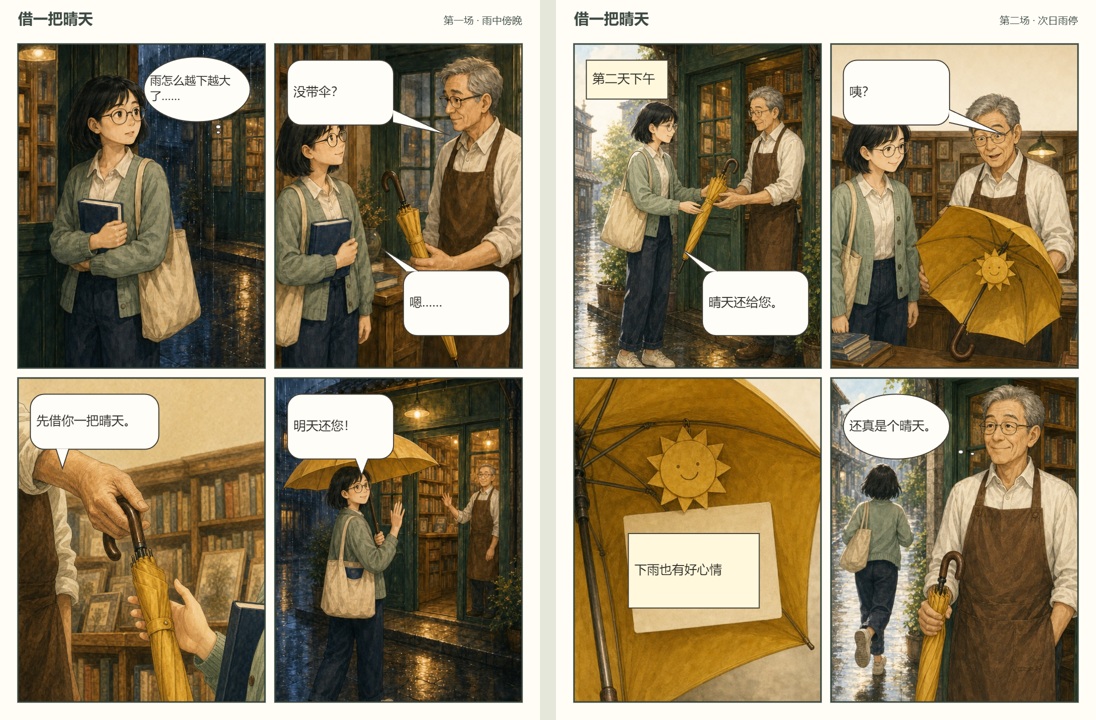 借一把晴天
第一场 · 雨中傍晚
雨怎么越下越大
了……
没带伞?
嗯……
先借你一把晴天。
明天还您!
借一把晴天
第二场 · 次日雨停
第二天下午
晴天还给您。
咦?
下雨也有好心情
还真是个晴天。